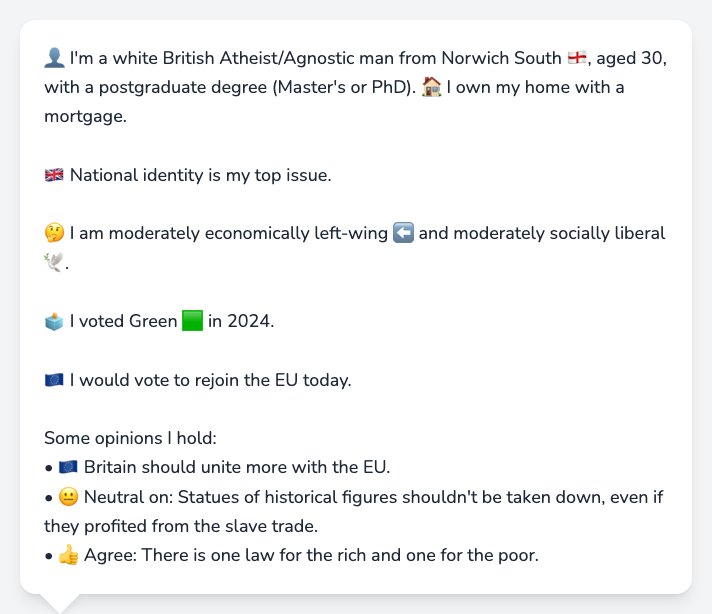 👤 I'm a white British Atheist/Agnostic man from Norwich South 🏴󠁧󠁢󠁥󠁮󠁧󠁿, aged 30,
with a postgraduate degree (Master's or PhD). 🏠 I own my home with a
mortgage.
🇬🇧 National identity is my top issue.
🤔 I am moderately economically left-wing ⬅️ and moderately socially liberal
🕊️.
🗳️ I voted Green 🟩 in 2024.
🇪🇺 I would vote to rejoin the EU today.
Some opinions I hold:
• 🇪🇺 Britain should unite more with the EU.
• 😐 Neutral on: Statues of historical figures shouldn't be taken down, even if
they profited from the slave trade.
• 👍 Agree: There is one law for the rich and one for the poor.